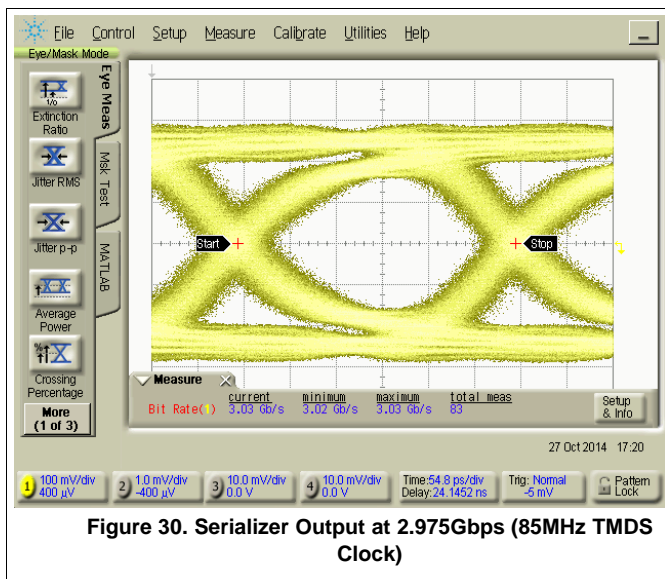 File Control Setup Measure Calibrate Utilities Help
Eye/Mask Mode
Eye Meas
Msk Test
MATLAB
1/0
Extinction
Ratio
Jitter RMS
Jitter p-p
Average
Power
%
Crossing
Percentage
More
(1 of 3)
Start
Stop
Measure
current minimum maximum total meas
Bit Rate(1) 3.03 Gb/s 3.02 Gb/s 3.03 Gb/s 83
Setup
& Info
27 Oct 2014 17:20
1 100 mV/div
400 µV
2 1.0 mV/div
-400 µV
3 10.0 mV/div
0.0 V
4 10.0 mV/div
0.0 V
Time:54.8 ps/div
Delay:24.1452 ns
Trig: Normal
-5 mV
Pattern
Lock
Figure 30. Serializer Output at 2.975Gbps (85MHz TMDS
Clock)